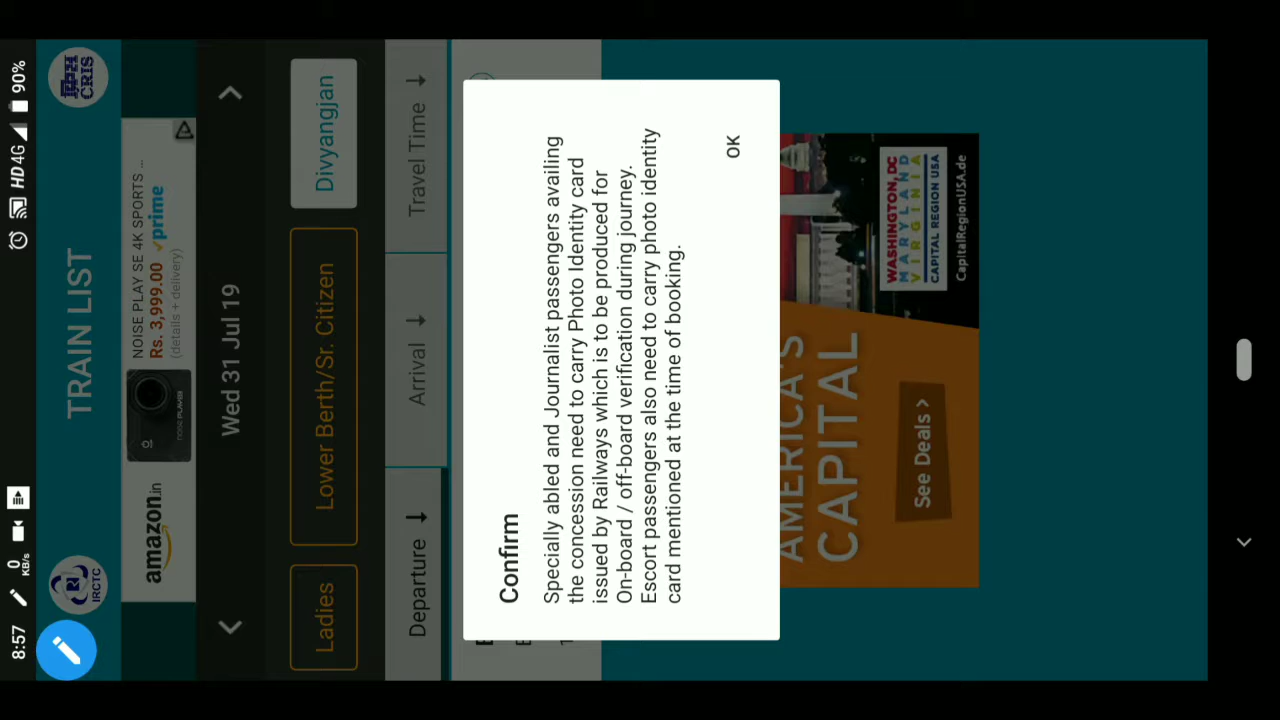 8:57
0
KB/s
HD4G
90%
IRCTC
TRAIN LIST
CRIS
amazon.in
NOISE PLAY SE 4K SPORTS ...
Rs. 3,999.00 prime
(details + delivery)
Wed 31 Jul 19
Ladies
Lower Berth/Sr. Citizen
Divyangjan
Departure ↓
Arrival ↓
Travel Time ↓
Confirm
Specially abled and Journalist passengers availing
the concession need to carry Photo Identity card
issued by Railways which is to be produced for
On-board / off-board verification during journey.
Escort passengers also need to carry photo identity
card mentioned at the time of booking.
OK
AMERICA'S
CAPITAL
See Deals >
WASHINGTON, DC
MARYLAND
VIRGINIA
CAPITAL REGION USA
CapitalRegionUSA.de